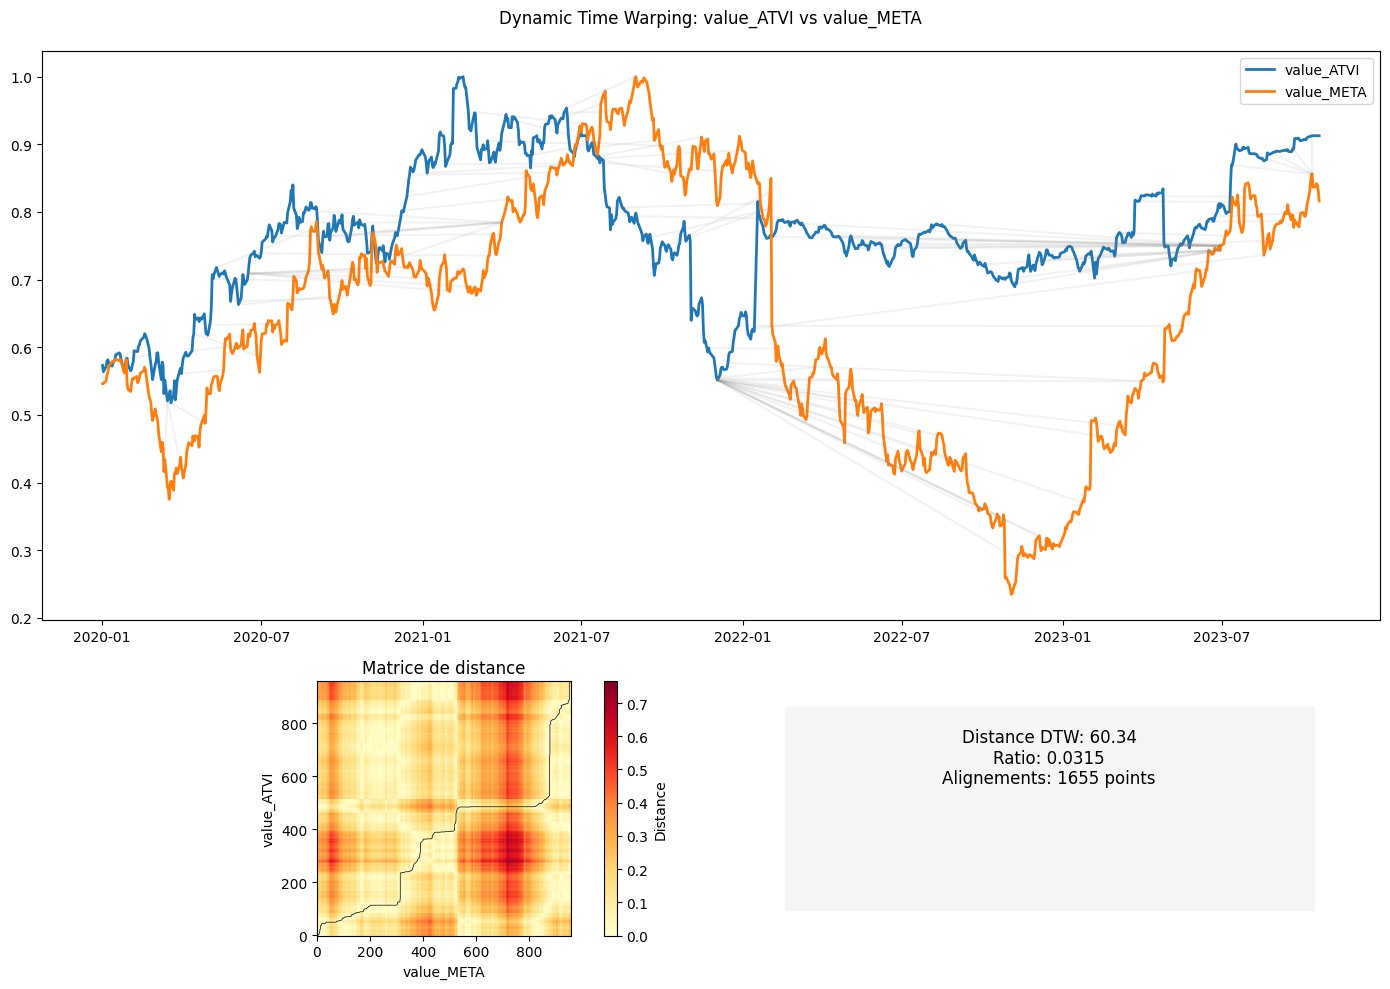 Dynamic Time Warping: value_ATVI vs value_META
1.0
0.9
0.8
0.7
0.6
0.5
0.4
0.3
0.2
value_ATVI
value_META
2020-01 2020-07 2021-01 2021-07 2022-01 2022-07 2023-01 2023-07
Matrice de distance
800
600
400
200
0
value_ATVI
0 200 400 600 800
value_META
0.7
0.6
0.5
0.4
0.3
0.2
0.1
0.0
Distance
Distance DTW: 60.34
Ratio: 0.0315
Alignements: 1655 points